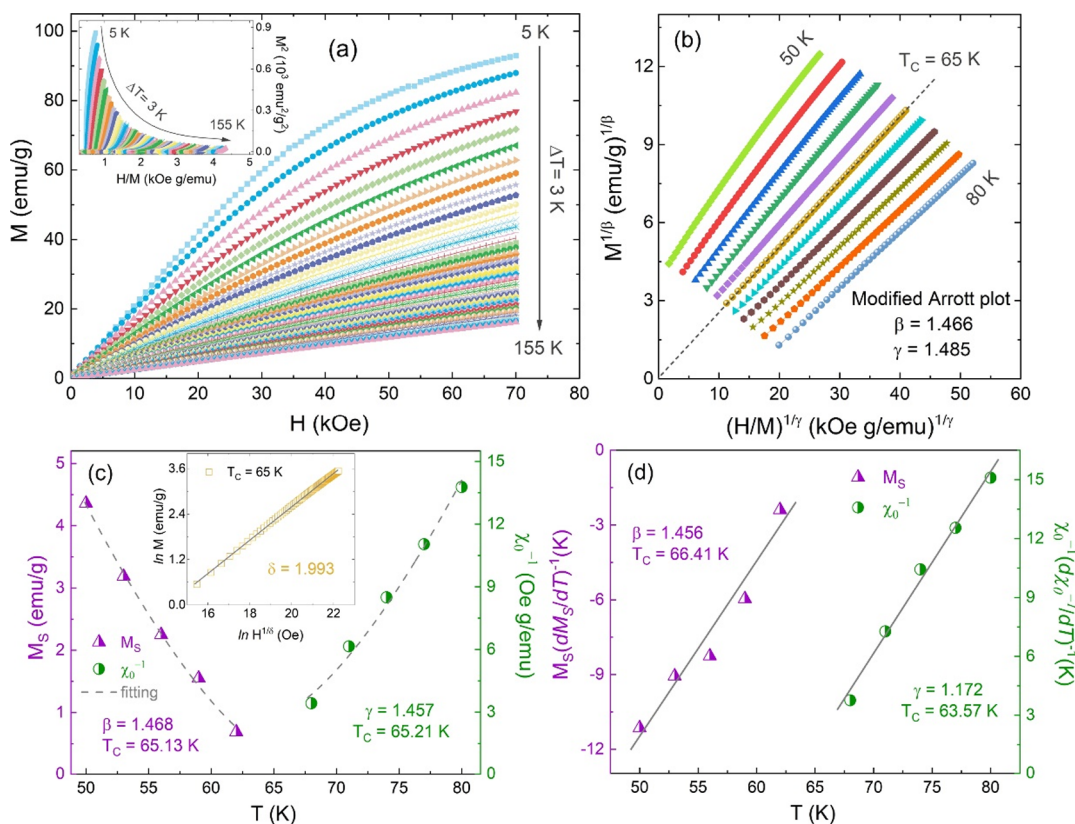 (a)
5 K
ΔT = 3 K
155 K
M (emu/g)
100
80
60
40
20
0
0 10 20 30 40 50 60 70 80
H (kOe)
5 K
ΔT = 3 K
155 K
0.9
0.6
0.3
0.0
M² (10³ emu²/g²)
1 2 3 4 5
H/M (kOe g/emu)
(b)
50 K
T_C = 65 K
80 K
Modified Arrott plot
β = 1.466
γ = 1.485
M^1/β (emu/g)^1/β
12
9
6
3
0
0 10 20 30 40 50 60
(H/M)^1/γ (kOe g/emu)^1/γ
(c)
M_S (emu/g)
5
4
3
2
1
0
T_C = 65 K
δ = 1.993
ln M (emu/g)
3.6
2.4
1.2
0.0
16 18 20 22
ln H^1/δ (Oe)
M_S
χ₀⁻¹
fitting
β = 1.468
T_C = 65.13 K
γ = 1.457
T_C = 65.21 K
15
12
9
6
3
0
χ₀⁻¹ (Oe g/emu)
50 55 60 65 70 75 80
T (K)
(d)
M_S
χ₀⁻¹
β = 1.456
T_C = 66.41 K
γ = 1.172
T_C = 63.57 K
M_S(dM_S/dT)⁻¹(K)
0
-3
-6
-9
-12
15
12
9
6
3
0
χ₀⁻¹(dχ₀⁻¹/dT)⁻¹(K)
50 55 60 65 70 75 80
T (K)